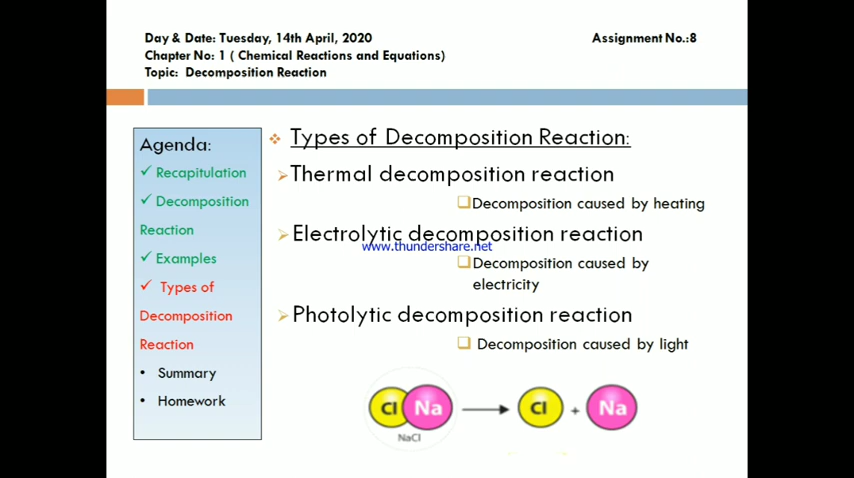 Day & Date: Tuesday, 14th April, 2020
Assignment No.:8
Chapter No: 1 ( Chemical Reactions and Equations)
Topic: Decomposition Reaction
Agenda:
Recapitulation
Decomposition
Reaction
Examples
Types of
Decomposition
Reaction
Summary
Homework
Types of Decomposition Reaction:
Thermal decomposition reaction
Decomposition caused by heating
Electrolytic decomposition reaction
www.thundershare.net
Decomposition caused by
electricity
Photolytic decomposition reaction
Decomposition caused by light
Cl Na → Cl + Na
NaCl